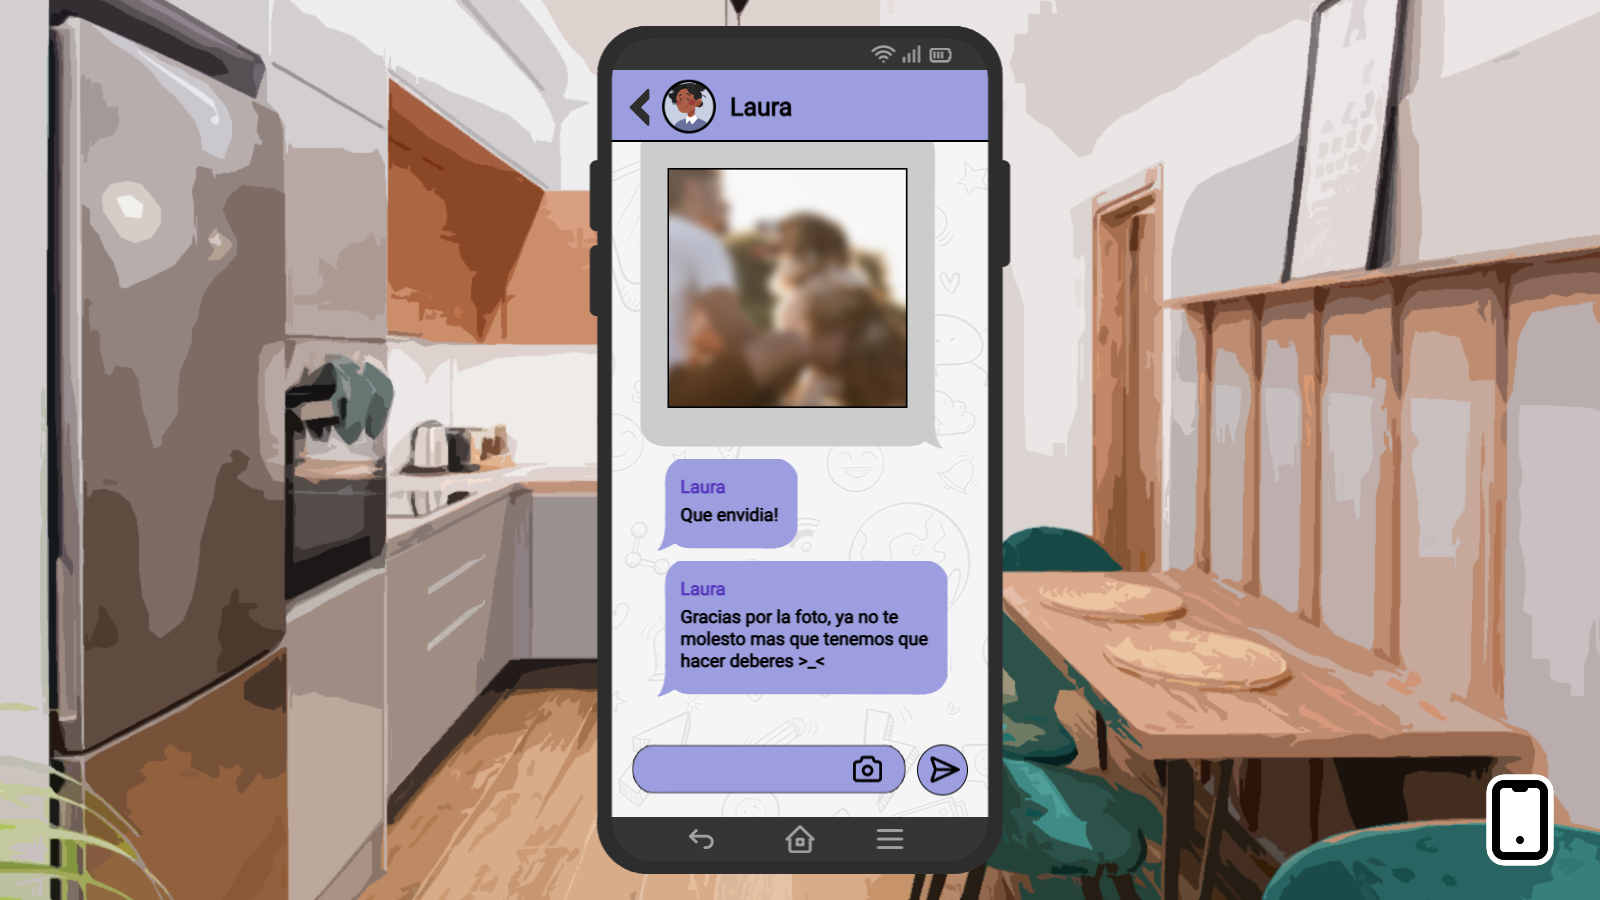 Laura
Laura
Que envidia!
Laura
Gracias por la foto, ya no te
molesto mas que tenemos que
hacer deberes >_<